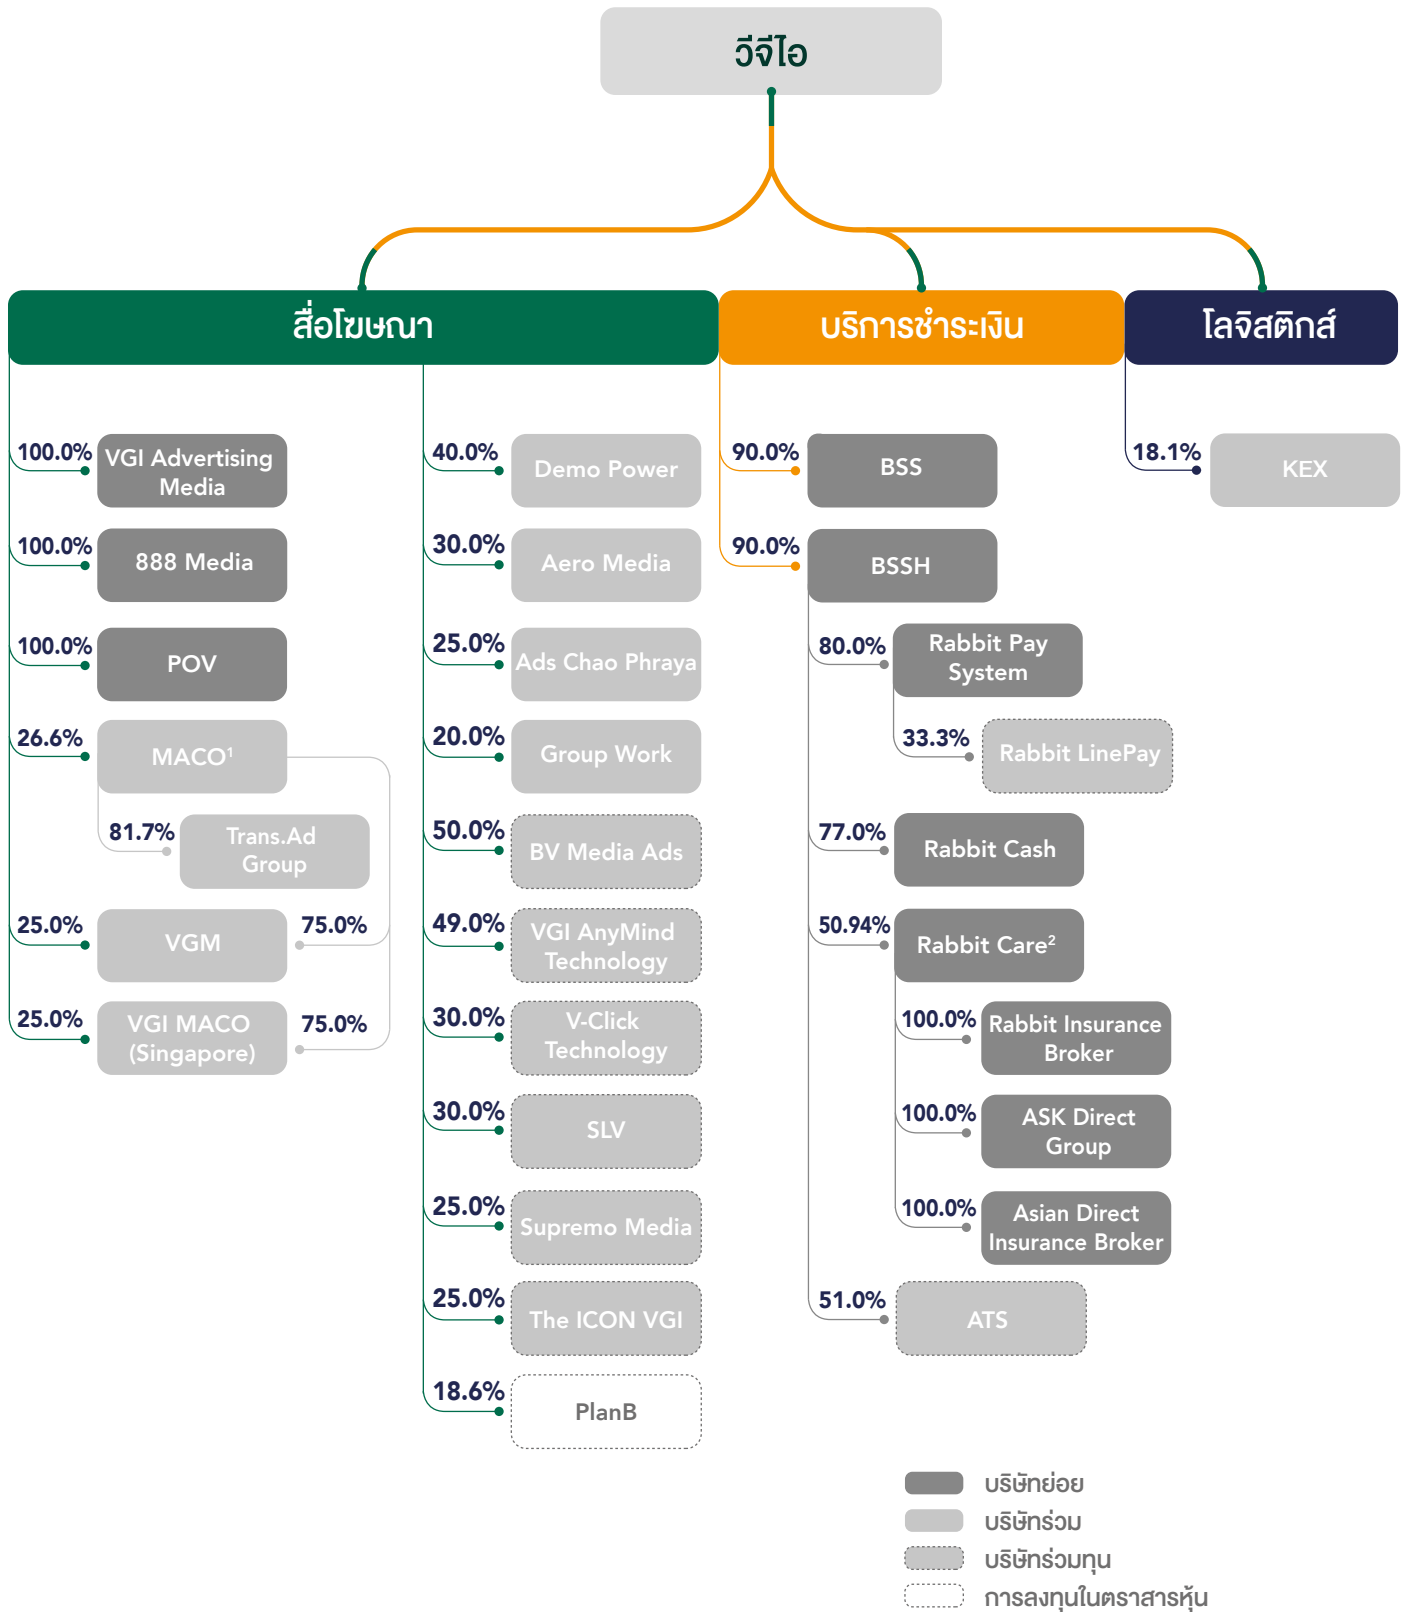 วีจีไอ
สื่อโฆษณา
บริการชำระเงิน
โลจิสติกส์
100.0%
VGI Advertising
Media
100.0%
888 Media
100.0%
POV
26.6%
MACO¹
81.7%
Trans.Ad
Group
25.0%
VGM
75.0%
25.0%
VGI MACO
(Singapore)
75.0%
40.0%
Demo Power
30.0%
Aero Media
25.0%
Ads Chao Phraya
20.0%
Group Work
50.0%
BV Media Ads
49.0%
VGI AnyMind
Technology
30.0%
V-Click
Technology
30.0%
SLV
25.0%
Supremo Media
25.0%
The ICON VGI
18.6%
PlanB
90.0%
BSS
90.0%
BSSH
80.0%
Rabbit Pay
System
33.3%
Rabbit LinePay
77.0%
Rabbit Cash
50.94%
Rabbit Care²
100.0%
Rabbit Insurance
Broker
100.0%
ASK Direct
Group
100.0%
Asian Direct
Insurance Broker
51.0%
ATS
18.1%
KEX
บริษัทย่อย
บริษัทร่วม
บริษัทร่วมทุน
การลงทุนในตราสารหุ้น